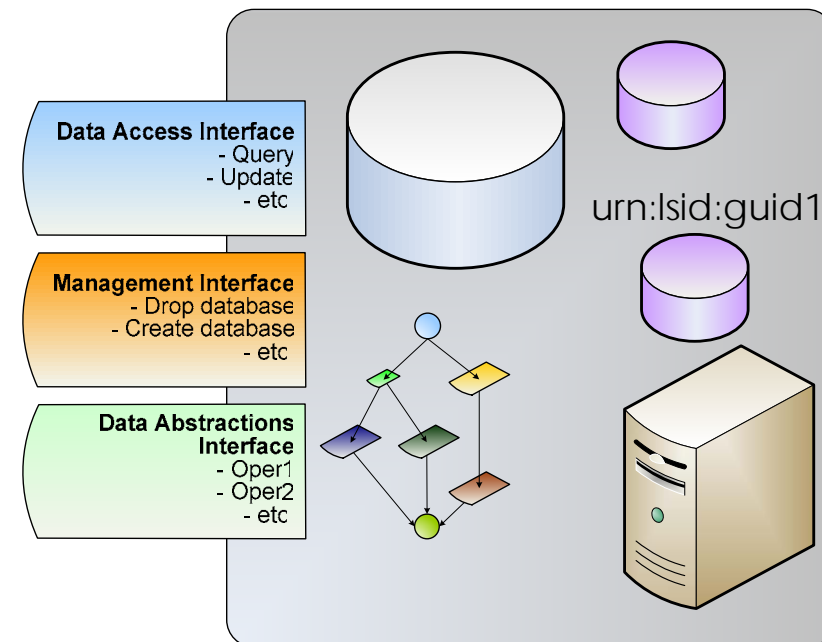 Data Access Interface
- Query
- Update
- etc
Management Interface
- Drop database
- Create database
- etc
Data Abstractions
Interface
- Oper1
- Oper2
- etc
urn:lsid:guid1